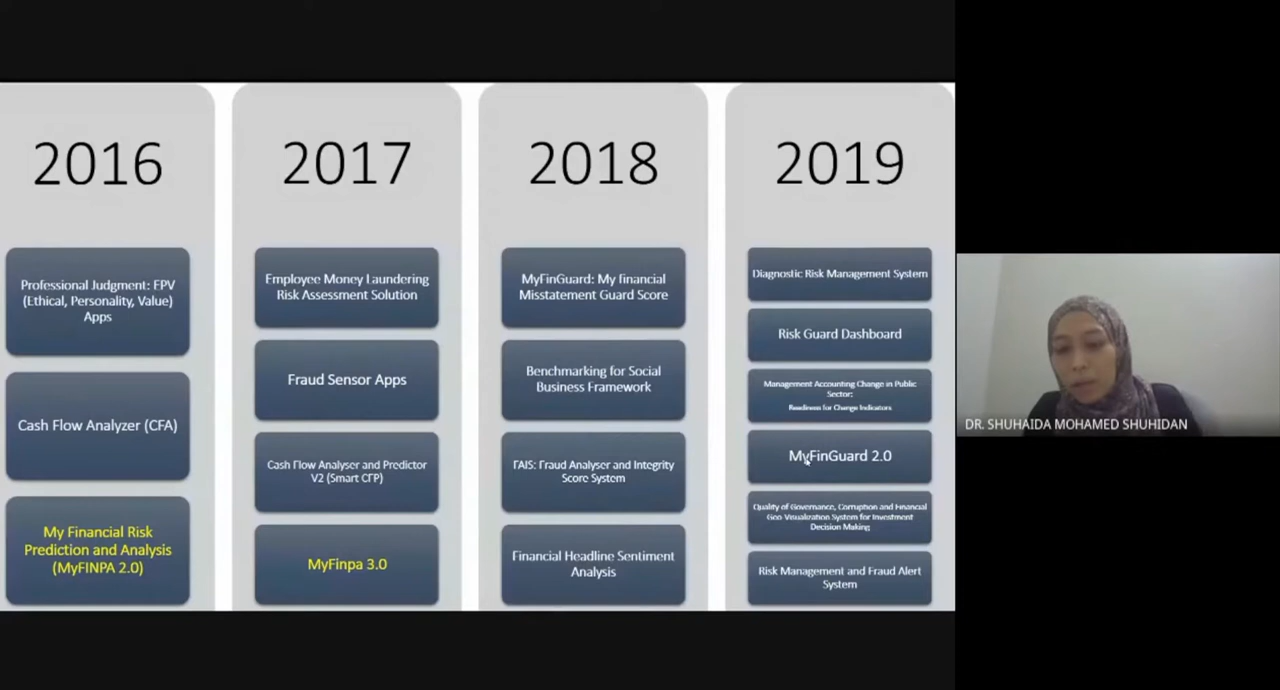 2016
Professional Judgment: EPV
(Ethical, Personality, Value)
Apps
Cash Flow Analyzer (CFA)
My Financial Risk
Prediction and Analysis
(MyFINPA 2.0)
2017
Employee Money Laundering
Risk Assessment Solution
Fraud Sensor Apps
Cash Flow Analyser and Predictor
V2 (Smart CFP)
MyFinpa 3.0
2018
MyFinGuard: My financial
Misstatement Guard Score
Benchmarking for Social
Business Framework
FAIS: Fraud Analyser and Integrity
Score System
Financial Headline Sentiment
Analysis
2019
Diagnostic Risk Management System
Risk Guard Dashboard
Management Accounting Change in Public
Sector:
Readiness for Change Indicators
MyFinGuard 2.0
Quality of Governance, Corruption and Financial
Geo Visualization System for Investment
Decision Making
Risk Management and Fraud Alert
System
DR. SHUHAIDA MOHAMED SHUHIDAN